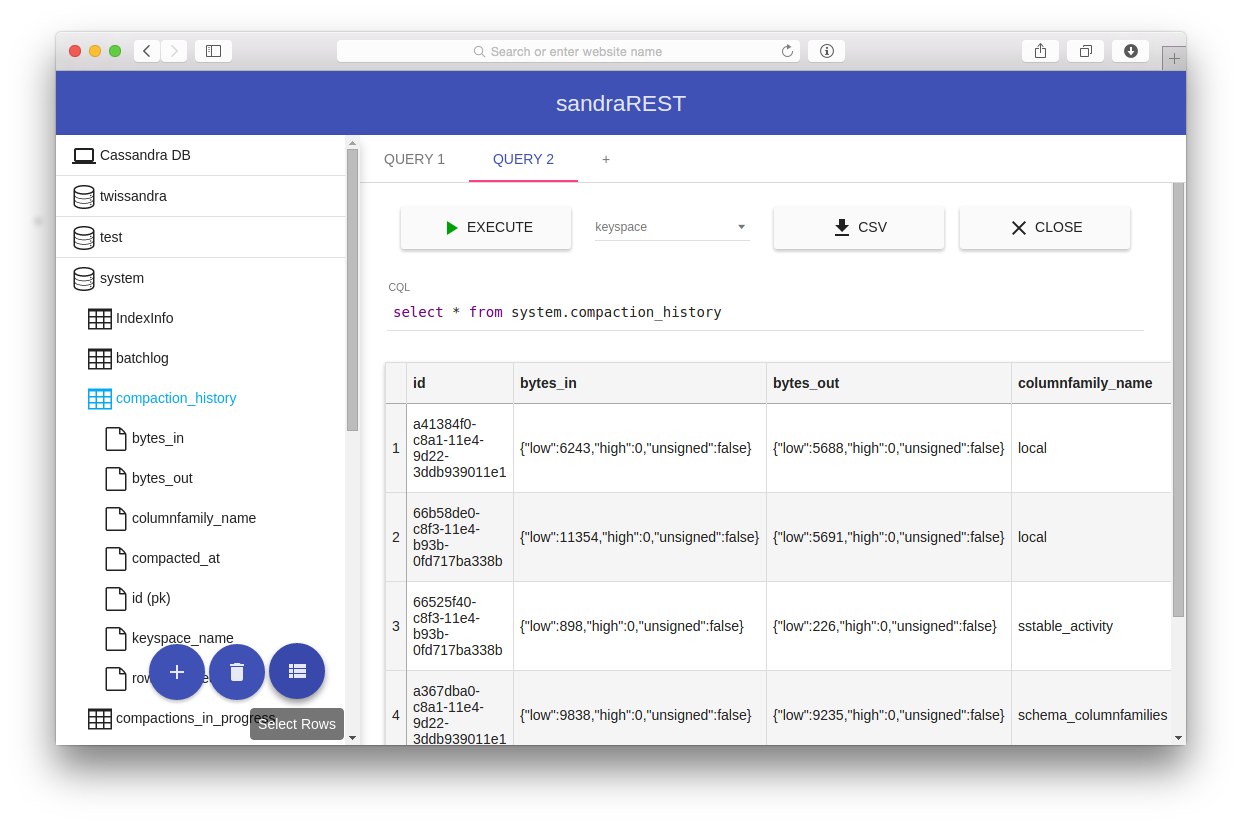 Search or enter website name
sandraREST
Cassandra DB
twissandra
test
system
IndexInfo
batchlog
compaction_history
bytes_in
bytes_out
columnfamily_name
compacted_at
id (pk)
keyspace_name
compactions_in_progress
Select Rows
QUERY 1 QUERY 2 +
EXECUTE keyspace CSV CLOSE
CQL
select * from system.compaction_history
id bytes_in bytes_out columnfamily_name
a41384f0-
c8a1-11e4-
1 9d22- {"low":6243,"high":0,"unsigned":false} {"low":5688,"high":0,"unsigned":false} local
3ddb939011e1
66b58de0-
c8f3-11e4-
2 b93b- {"low":11354,"high":0,"unsigned":false} {"low":5691,"high":0,"unsigned":false} local
0fd717ba338b
66525f40-
c8f3-11e4-
3 b93b- {"low":898,"high":0,"unsigned":false} {"low":226,"high":0,"unsigned":false} sstable_activity
0fd717ba338b
a367dba0-
c8a1-11e4-
4 9d22- {"low":9838,"high":0,"unsigned":false} {"low":9235,"high":0,"unsigned":false} schema_columnfamilies
3ddb939011e1